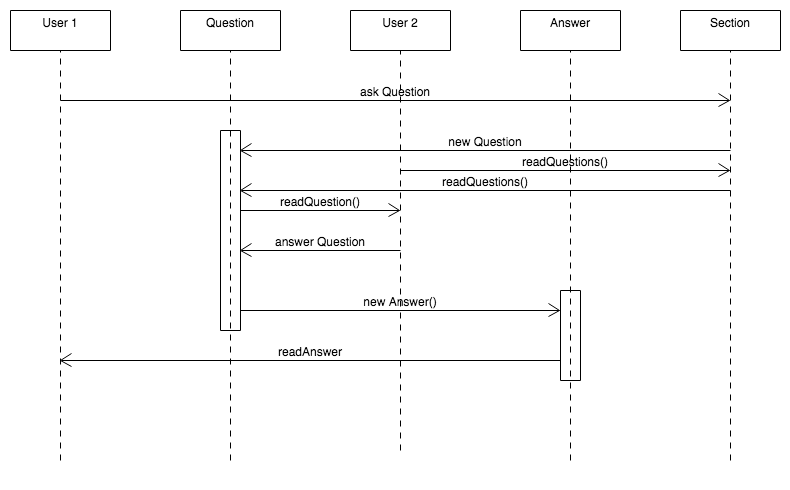 User 1
Question
User 2
Answer
Section
ask Question
new Question
readQuestions()
readQuestions()
readQuestion()
answer Question
new Answer()
readAnswer